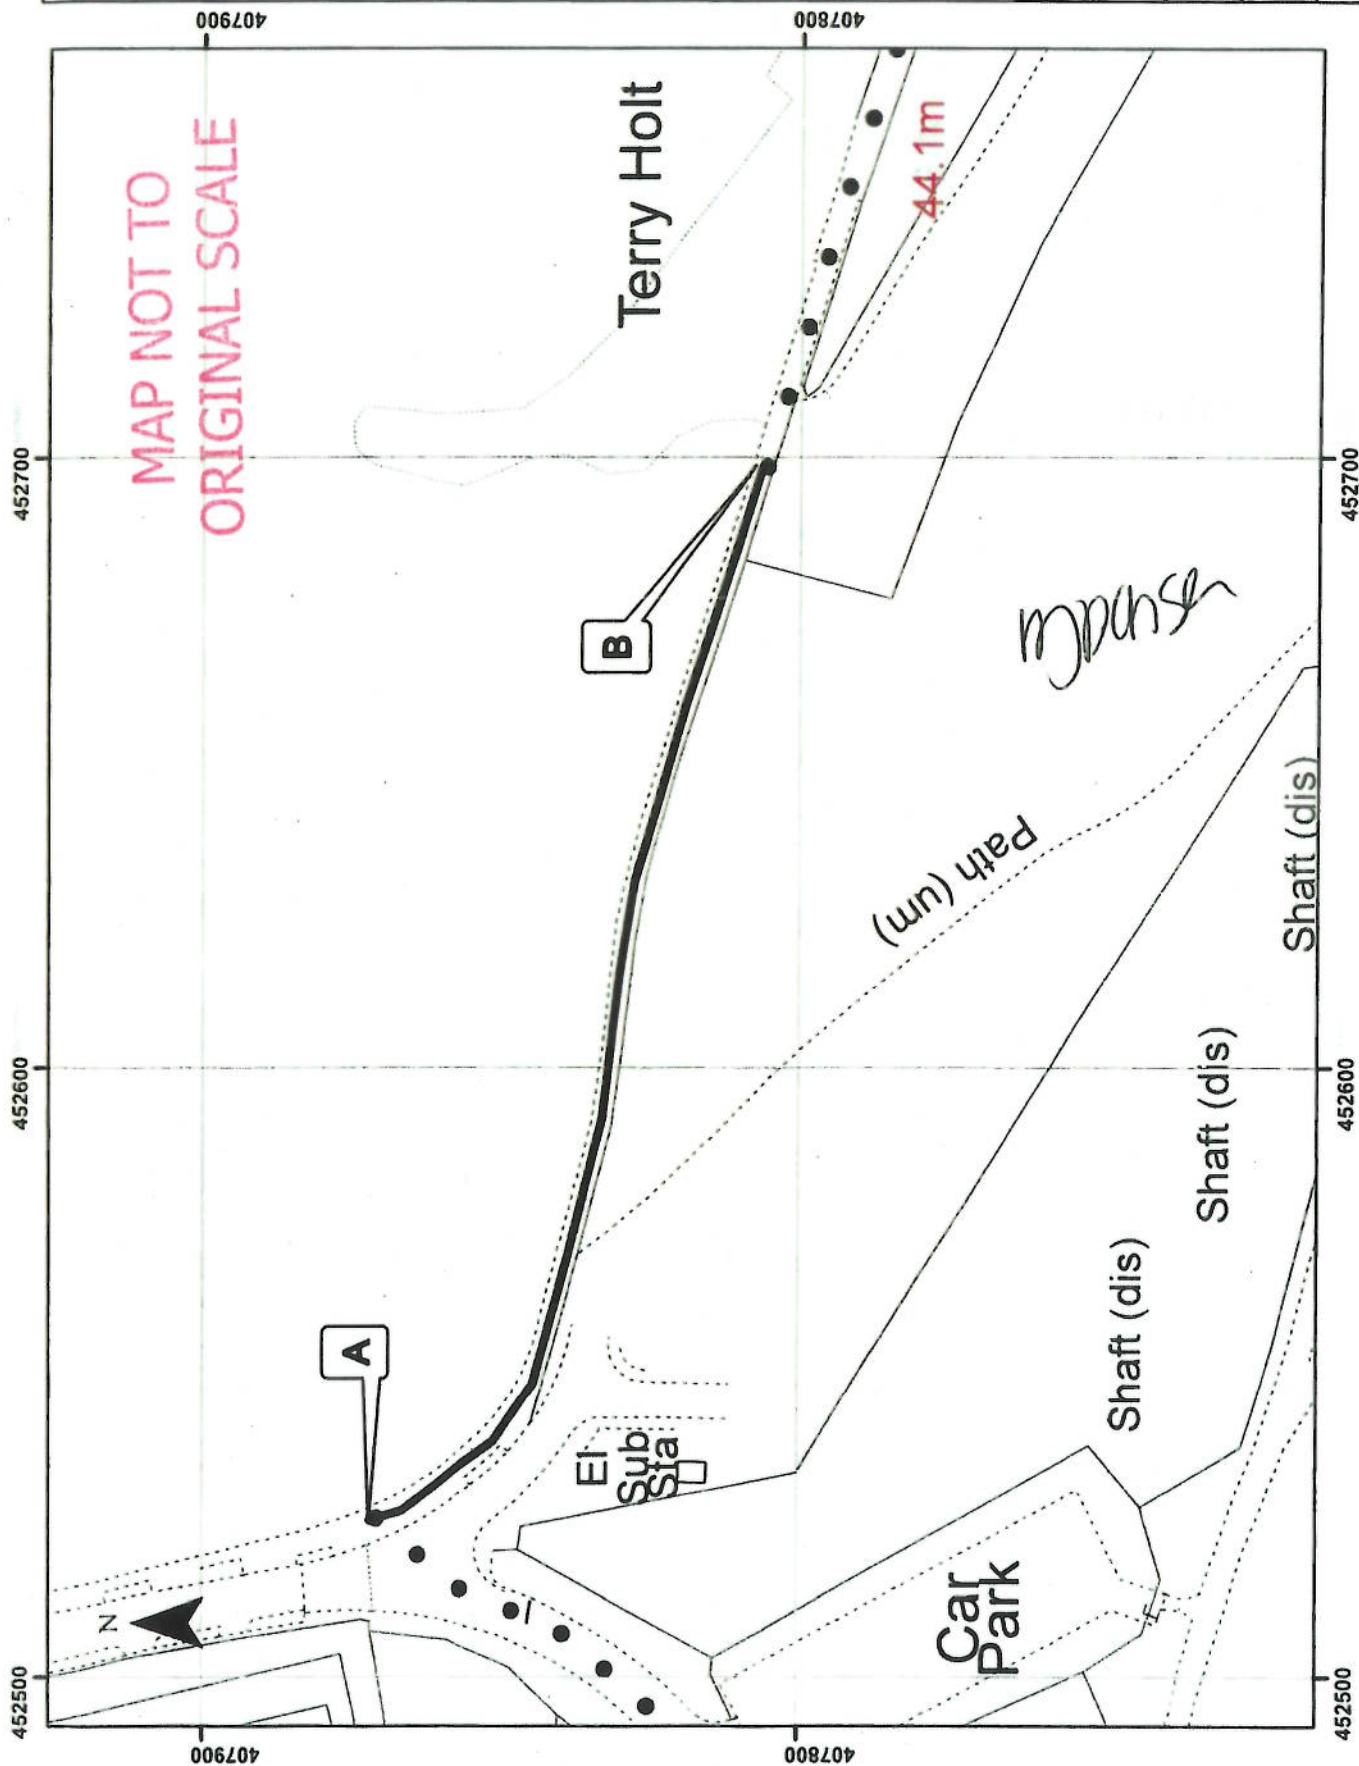 452500
452600
452700
407900
407900
MAP NOT TO
ORIGINAL SCALE
N
A
B
Terry Holt
El
Sub
Sta
Path (um)
44.1m
407800
407800
Car
Park
Shaft (dis)
Shaft (dis)
Shaft (dis)
452500
452600
452700